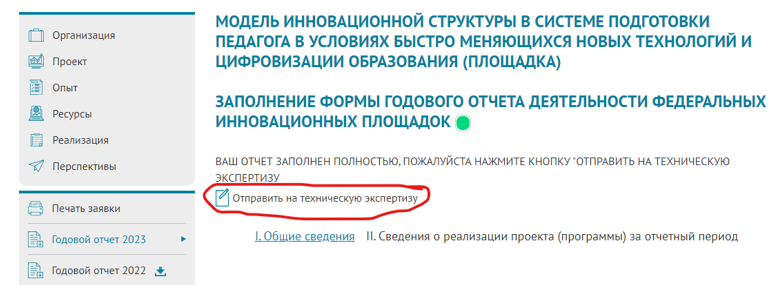 Организация
Проект
Опыт
Ресурсы
Реализация
Перспективы
Печать заявки
Годовой отчет 2023
Годовой отчет 2022
МОДЕЛЬ ИННОВАЦИОННОЙ СТРУКТУРЫ В СИСТЕМЕ ПОДГОТОВКИ
ПЕДАГОГА В УСЛОВИЯХ БЫСТРО МЕНЯЮЩИХСЯ НОВЫХ ТЕХНОЛОГИЙ И
ЦИФРОВИЗАЦИИ ОБРАЗОВАНИЯ (ПЛОЩАДКА)
ЗАПОЛНЕНИЕ ФОРМЫ ГОДОВОГО ОТЧЕТА ДЕЯТЕЛЬНОСТИ ФЕДЕРАЛЬНЫХ
ИННОВАЦИОННЫХ ПЛОЩАДОК
ВАШ ОТЧЕТ ЗАПОЛНЕН ПОЛНОСТЬЮ, ПОЖАЛУЙСТА НАЖМИТЕ КНОПКУ "ОТПРАВИТЬ НА ТЕХНИЧЕСКУЮ
ЭКСПЕРТИЗУ
Отправить на техническую экспертизу
I. Общие сведения II. Сведения о реализации проекта (программы) за отчетный период